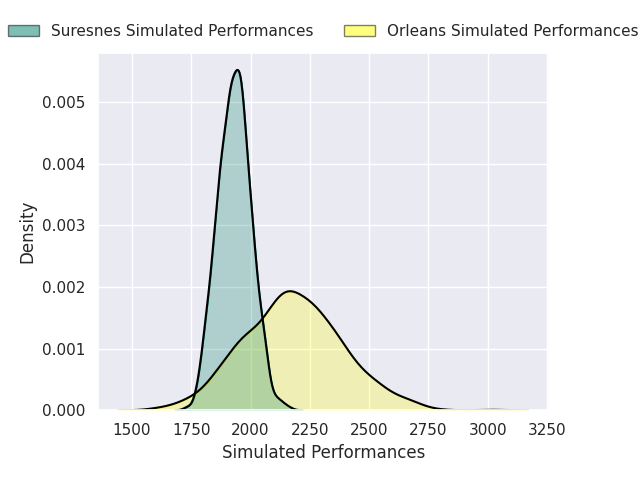 Suresnes Simulated Performances
Orleans Simulated Performances
0.005
0.004
0.003
0.002
0.001
0.000
Density
1500 1750 2000 2250 2500 2750 3000 3250
Simulated Performances